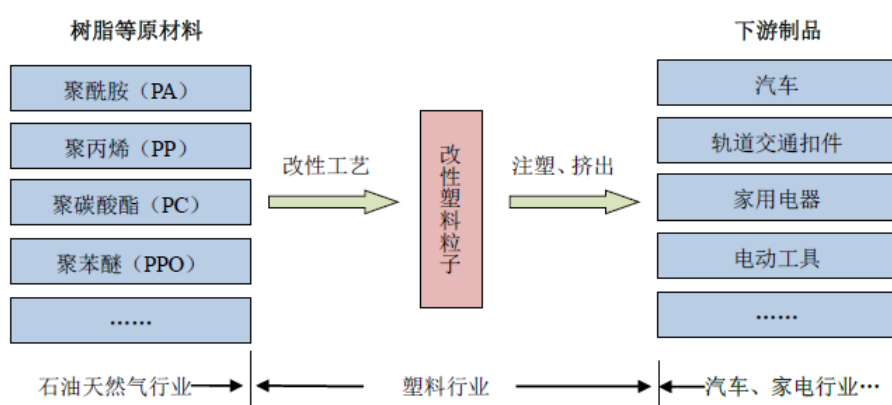 树脂等原材料
下游制品
聚酰胺（PA）
聚丙烯（PP）
聚碳酸酯（PC）
聚苯醚（PPO）
……
改性工艺
改性塑料粒子
注塑、挤出
汽车
轨道交通扣件
家用电器
电动工具
……
石油天然气行业
塑料行业
汽车、家电行业…